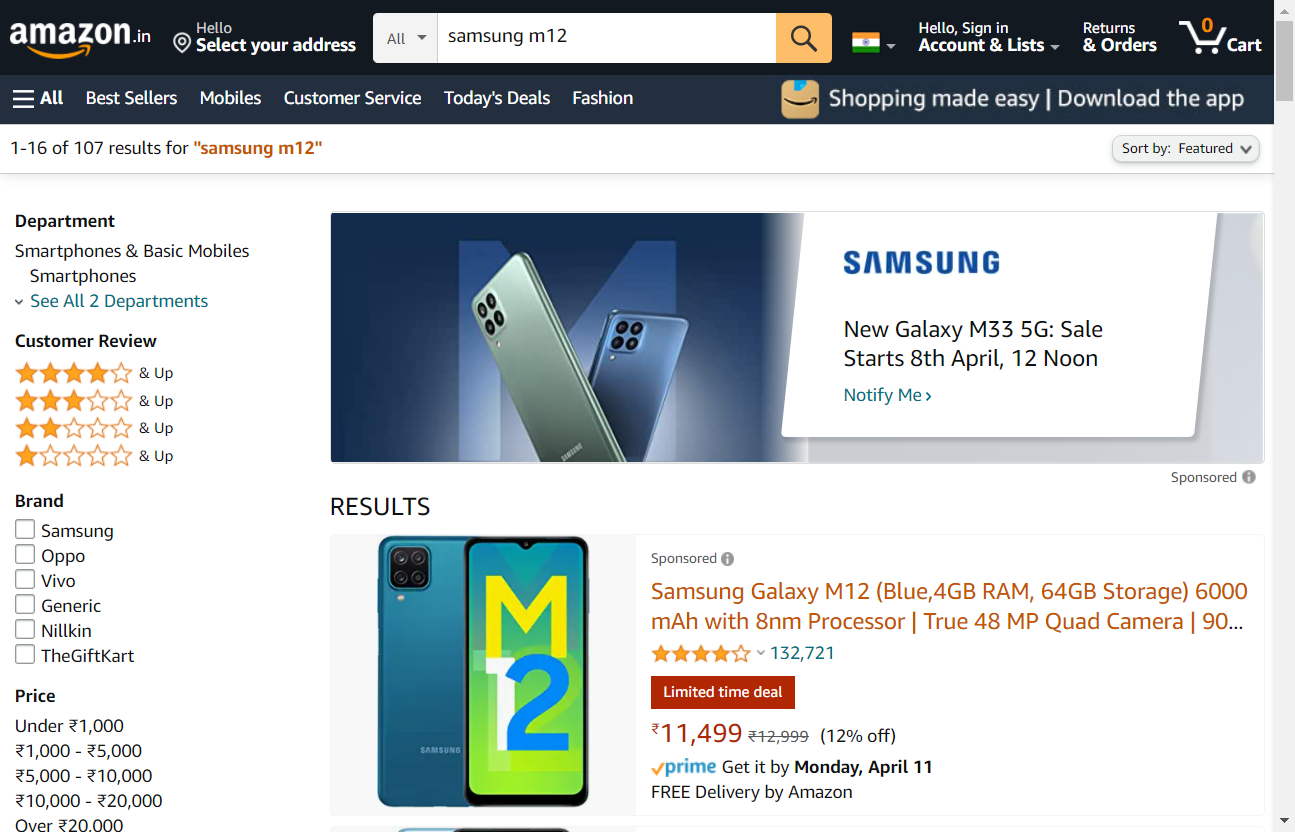 amazon.in
Hello
Select your address
All
samsung m12
Hello, Sign in
Account & Lists
Returns
& Orders
0
Cart
All
Best Sellers
Mobiles
Customer Service
Today's Deals
Fashion
Shopping made easy | Download the app
1-16 of 107 results for "samsung m12"
Sort by: Featured
Department
Smartphones & Basic Mobiles
Smartphones
See All 2 Departments
Customer Review
& Up
& Up
& Up
& Up
Brand
Samsung
Oppo
Vivo
Generic
Nillkin
TheGiftKart
Price
Under ₹1,000
₹1,000 - ₹5,000
₹5,000 - ₹10,000
₹10,000 - ₹20,000
Over ₹20,000
SAMSUNG
SAMSUNG
New Galaxy M33 5G: Sale
Starts 8th April, 12 Noon
Notify Me ›
Sponsored
RESULTS
M
12
SAMSUNG
Sponsored
Samsung Galaxy M12 (Blue,4GB RAM, 64GB Storage) 6000
mAh with 8nm Processor | True 48 MP Quad Camera | 90...
132,721
Limited time deal
₹11,499 ₹12,999 (12% off)
prime Get it by Monday, April 11
FREE Delivery by Amazon